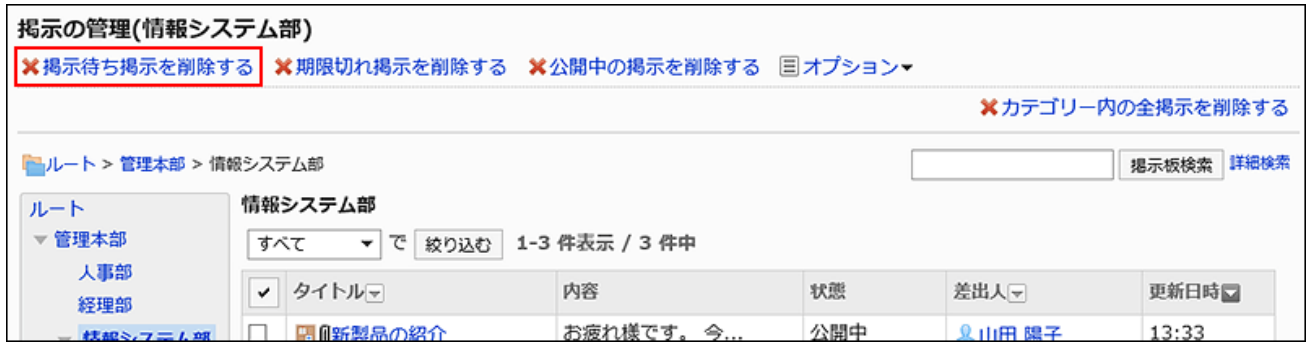 掲示の管理(情報システム部)
掲示待ち掲示を削除する 期限切れ掲示を削除する 公開中の掲示を削除する オプション
カテゴリー内の全掲示を削除する
ルート > 管理本部 > 情報システム部 掲示板検索 詳細検索
ルート
管理本部
人事部
経理部
情報システム部
情報システム部
すべて で 絞り込む 1-3 件表示 / 3 件中
タイトル 内容 状態 差出人 更新日時
新製品の紹介 お疲れ様です。 今... 公開中 山田 陽子 13:33